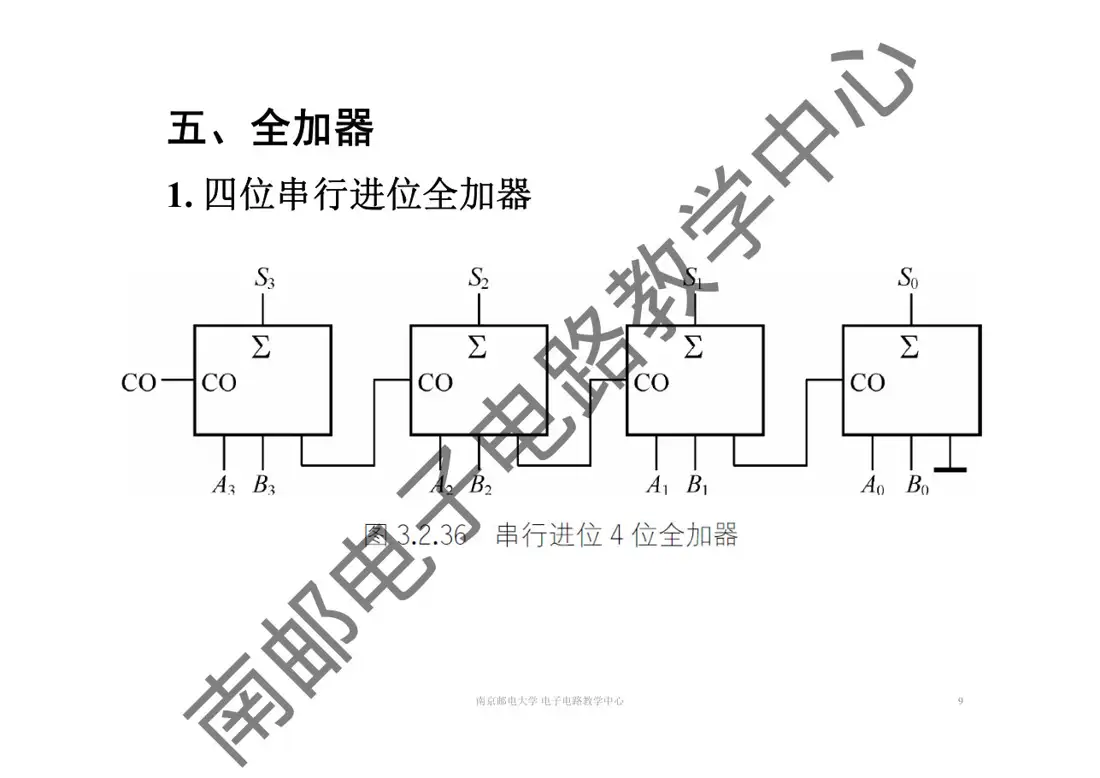 五、全加器
1. 四位串行进位全加器
S3 S2 S1 S0
Σ Σ Σ Σ
CO CO CO CO CO
A3 B3 A2 B2 A1 B1 A0 B0
图 3.2.36 串行进位 4 位全加器
南邮电子电路教学中心
南京邮电大学 电子电路教学中心 9